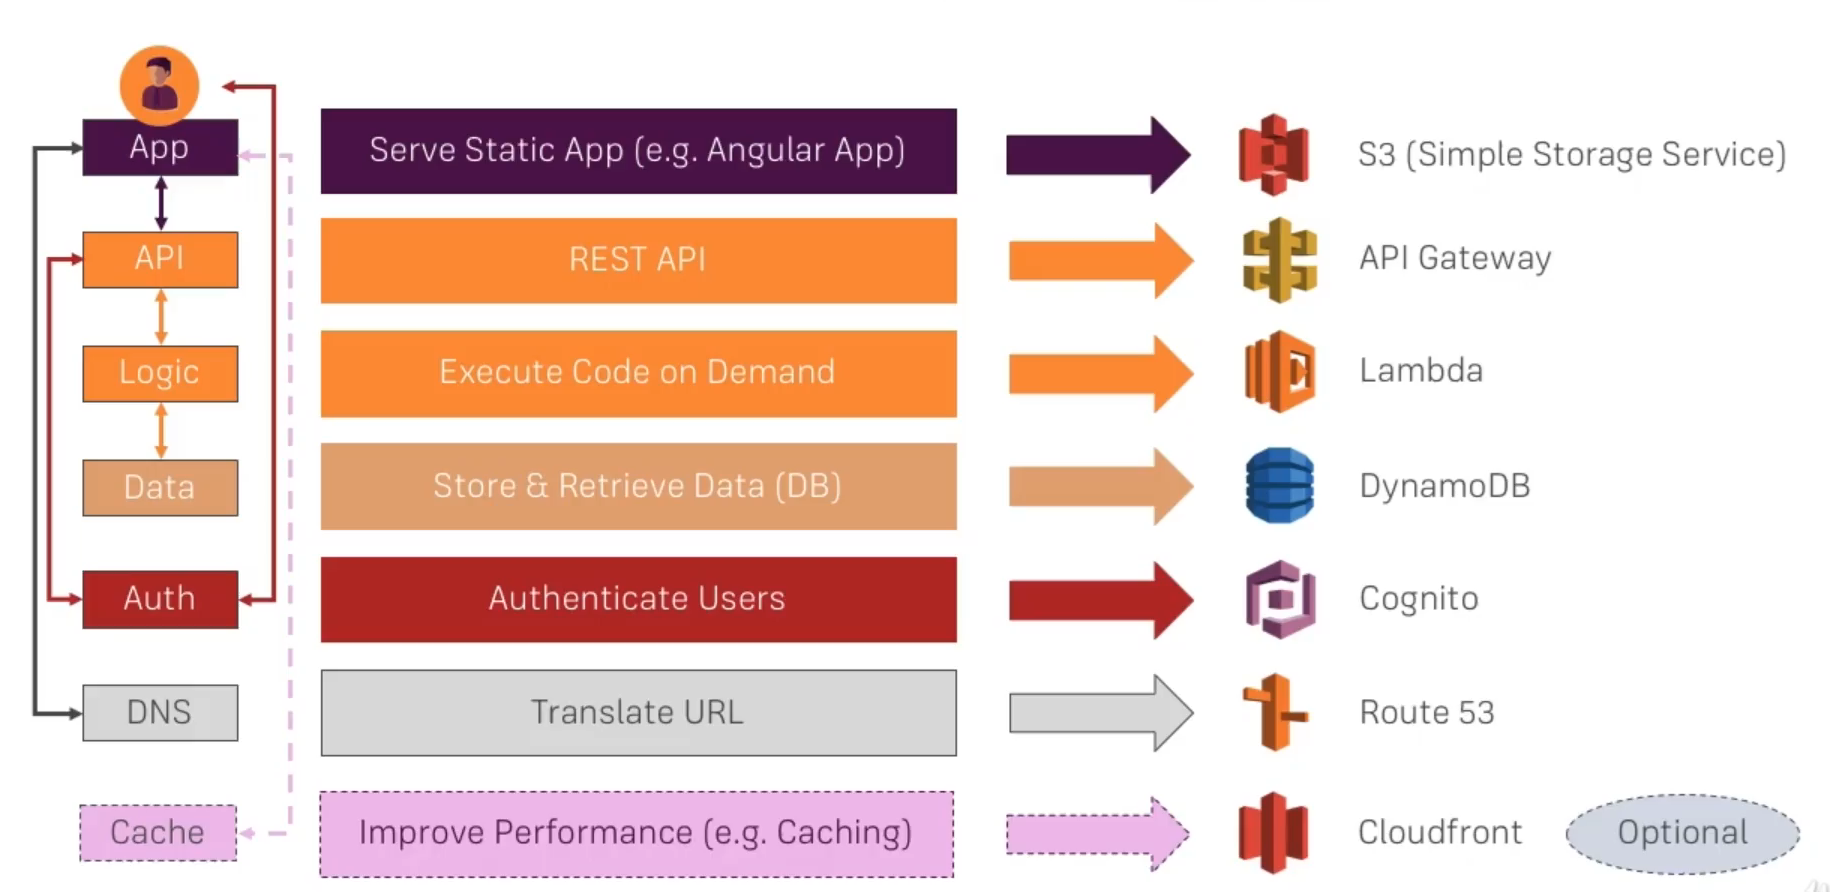 App
Serve Static App (e.g. Angular App)
S3 (Simple Storage Service)
API
REST API
API Gateway
Logic
Execute Code on Demand
Lambda
Data
Store & Retrieve Data (DB)
DynamoDB
Auth
Authenticate Users
Cognito
DNS
Translate URL
Route 53
Cache
Improve Performance (e.g. Caching)
Cloudfront
Optional